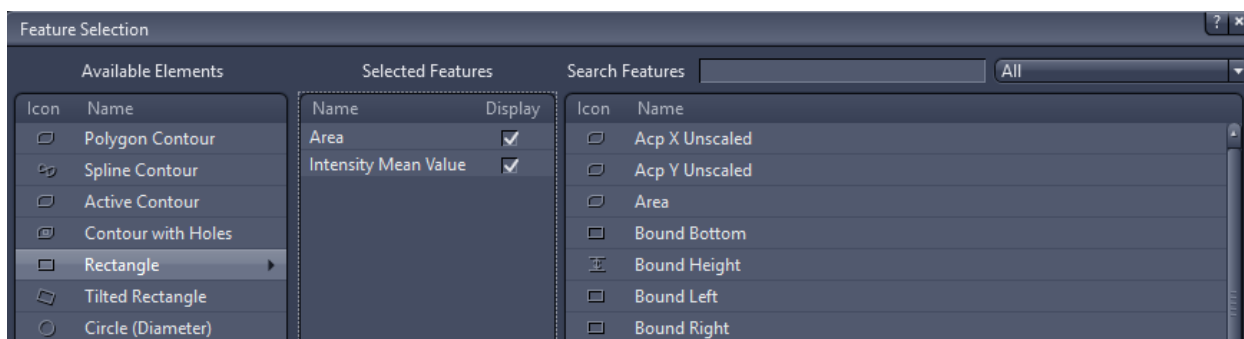 Feature Selection
? ×
Available Elements
Icon Name
Polygon Contour
Spline Contour
Active Contour
Contour with Holes
Rectangle
Tilted Rectangle
Circle (Diameter)
Selected Features
Name Display
Area
Intensity Mean Value
Search Features All
Icon Name
Acp X Unscaled
Acp Y Unscaled
Area
Bound Bottom
Bound Height
Bound Left
Bound Right